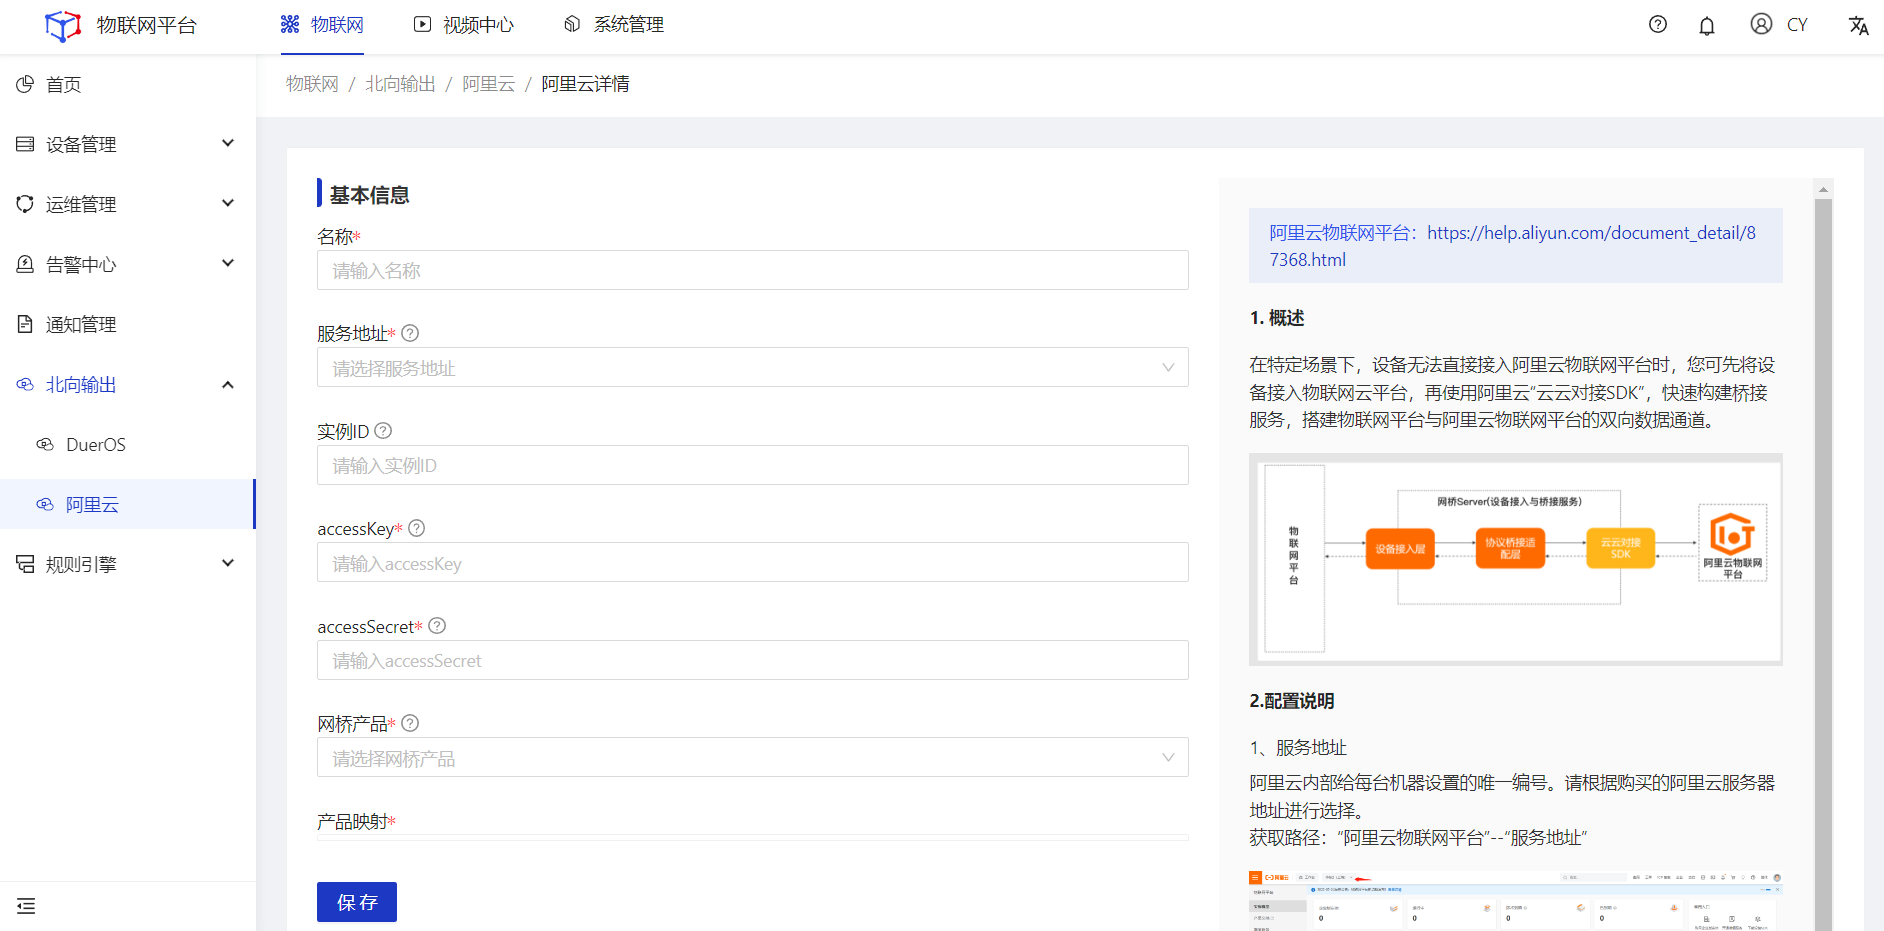 物联网平台
物联网
视频中心
系统管理
CY
首页
设备管理
运维管理
告警中心
通知管理
北向输出
DuerOS
阿里云
规则引擎
物联网 / 北向输出 / 阿里云 / 阿里云详情
基本信息
名称*
请输入名称
服务地址*
请选择服务地址
实例ID
请输入实例ID
accessKey*
请输入accessKey
accessSecret*
请输入accessSecret
网桥产品*
请选择网桥产品
产品映射*
保存
阿里云物联网平台：https://help.aliyun.com/document_detail/8
7368.html
1. 概述
在特定场景下，设备无法直接接入阿里云物联网平台时，您可先将设
备接入物联网云平台，再使用阿里云“云云对接SDK”，快速构建桥接
服务，搭建物联网平台与阿里云物联网平台的双向数据通道。
网桥Server(设备接入与桥接服务)
物联网平台
设备接入层
协议桥接适
配层
云云对接
SDK
阿里云物联网
平台
2.配置说明
1、服务地址
阿里云内部给每台机器设置的唯一编号。请根据购买的阿里云服务器
地址进行选择。
获取路径：“阿里云物联网平台”--“服务地址”
阿里云
0
0
0
0